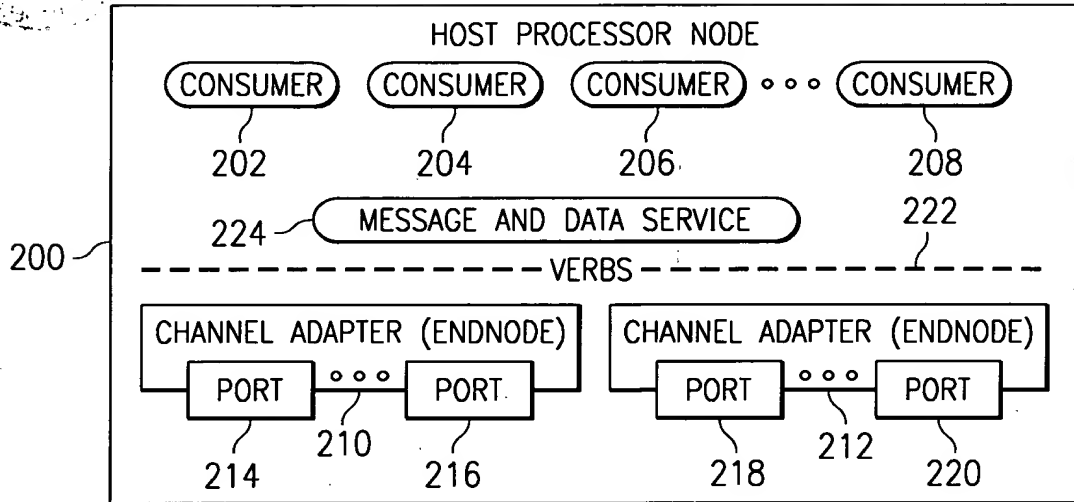 HOST PROCESSOR NODE
CONSUMER CONSUMER CONSUMER CONSUMER
202 204 206 208
224 MESSAGE AND DATA SERVICE 222
200
VERBS
CHANNEL ADAPTER (ENDNODE) CHANNEL ADAPTER (ENDNODE)
PORT PORT PORT PORT
210 212
214 216 218 220